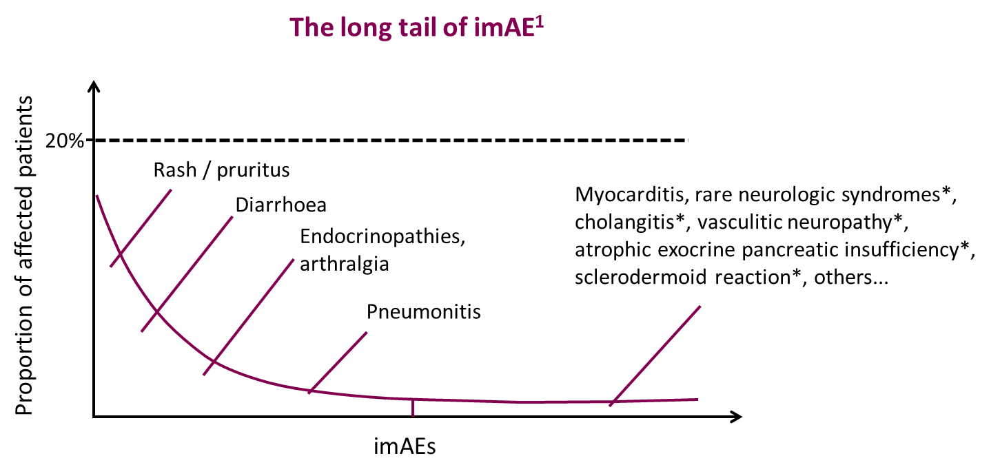 The long tail of imAE¹
Proportion of affected patients
20%
Rash / pruritus
Diarrhoea
Endocrinopathies,
arthralgia
Pneumonitis
Myocarditis, rare neurologic syndromes*,
cholangitis*, vasculitic neuropathy*,
atrophic exocrine pancreatic insufficiency*,
sclerodermoid reaction*, others...
imAEs